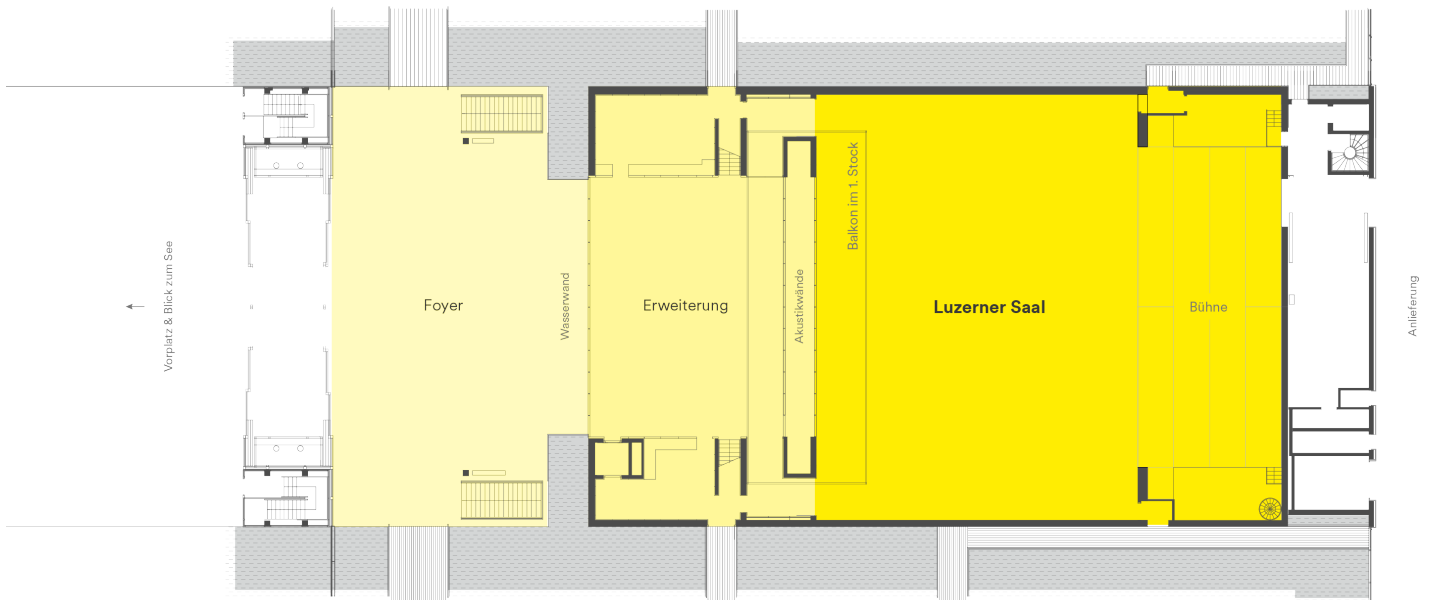 Vorplatz & Blick zum See
Foyer
Wasserwand
Erweiterung
Akustikwände
Balkon im 1. Stock
Luzerner Saal
Bühne
Anlieferung